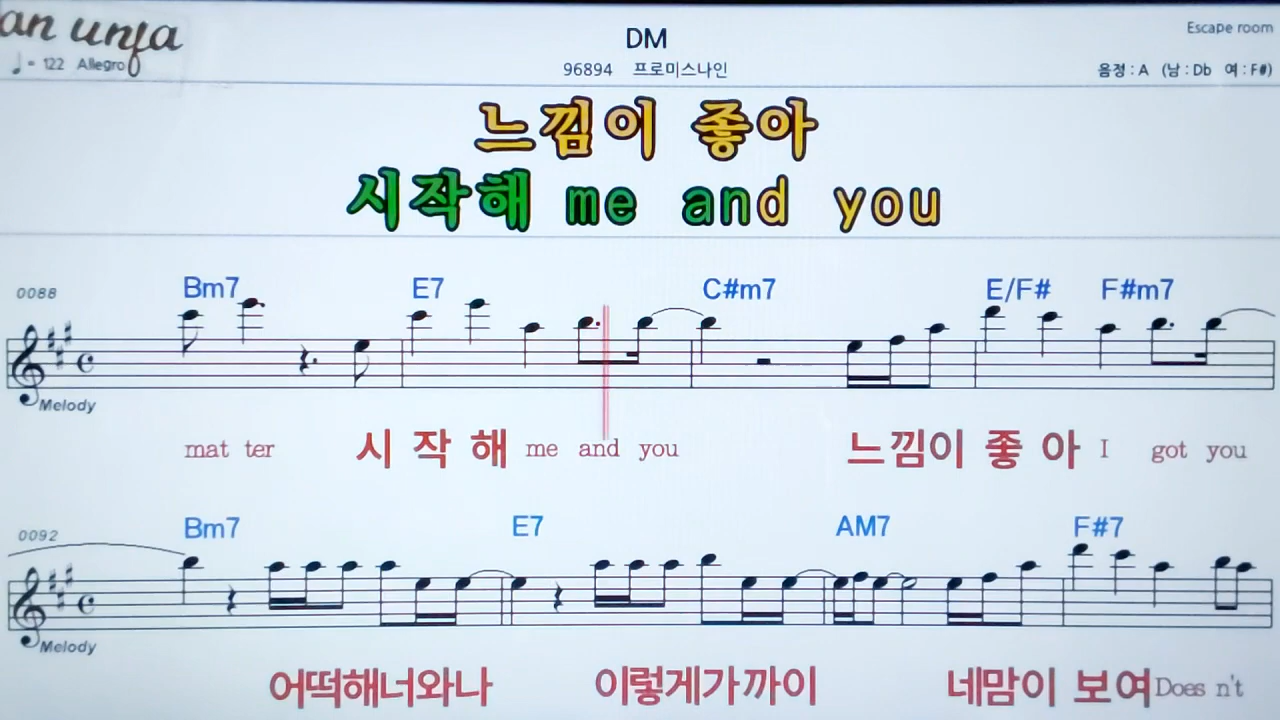 an unja
DM
Escape room
♩= 122 Allegro
96894 프로미스나인
음정 : A (남 : Db 여 : F#)
느낌이 좋아
시작해 me and you
0088 Bm7 E7 C#m7 E/F# F#m7
Melody
mat ter 시 작 해 me and you 느낌이 좋 아 I got you
0092 Bm7 E7 AM7 F#7
Melody
어떡해너와나 이렇게가까이 네맘이 보여 Does n't